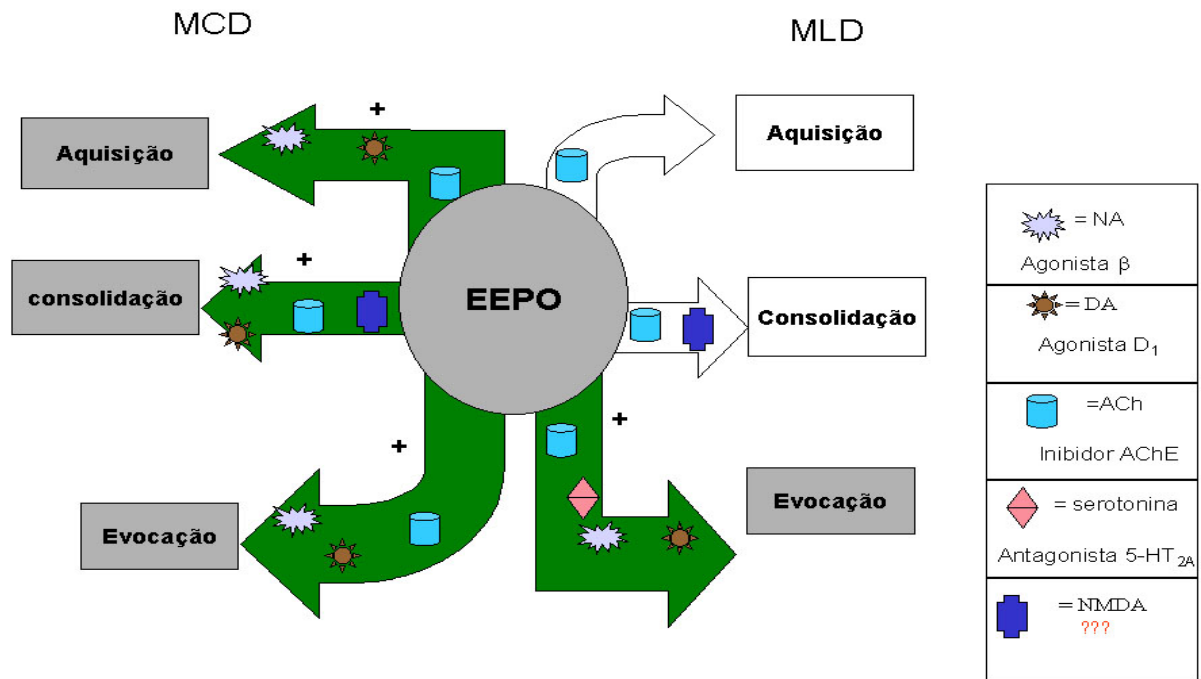 MCD
MLD
+
Aquisição
Aquisição
+
consolidação
EEPO
Consolidação
+
+
Evocação
Evocação
= NA
Agonista β
= DA
Agonista D₁
=ACh
Inibidor AChE
= serotonina
Antagonista 5-HT₂A
= NMDA
???